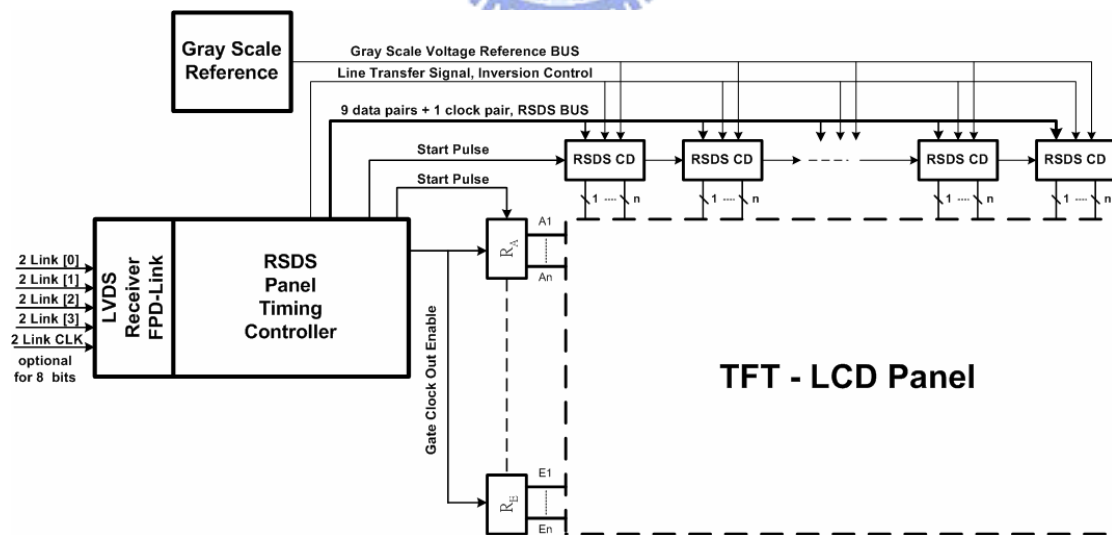 Gray Scale
Reference
Gray Scale Voltage Reference BUS
Line Transfer Signal, Inversion Control
9 data pairs + 1 clock pair, RSDS BUS
Start Pulse
Start Pulse
RSDS CD
RSDS CD
RSDS CD
RSDS CD
1 ---- n
1 ---- n
1 ---- n
1 ---- n
2 Link [0]
2 Link [1]
2 Link [2]
2 Link [3]
2 Link CLK
optional
for 8 bits
LVDS
Receiver
FPD-Link
RSDS
Panel
Timing
Controller
Gate Clock Out Enable
RA
A1
An
RE
E1
En
TFT - LCD Panel